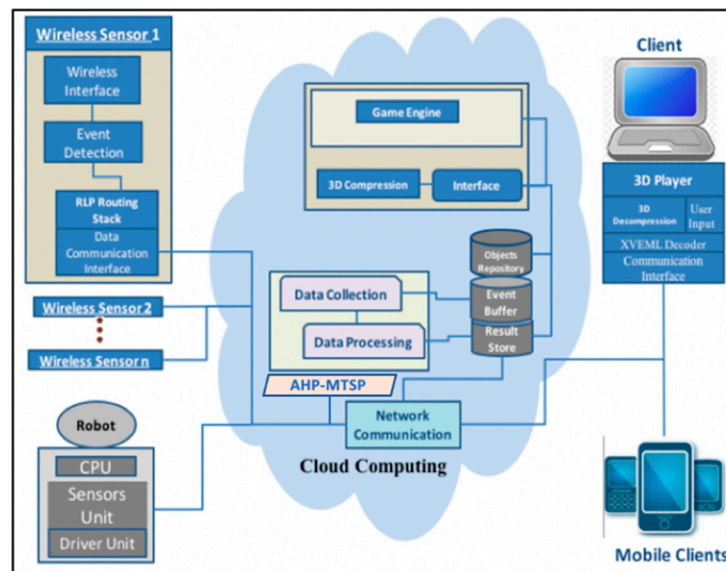 Wireless Sensor 1
Wireless
Interface
Event
Detection
RLP Routing
Stack
Data
Communication
Interface
Wireless Sensor 2
Wireless Sensor n
Robot
CPU
Sensors
Unit
Driver Unit
Game Engine
3D Compression
Interface
Objects
Repository
Data Collection
Event
Buffer
Data Processing
Result
Store
AHP-MTSP
Network
Communication
Cloud Computing
Client
3D Player
3D
Decompression
User
Input
XVEML Decoder
Communication
Interface
Mobile Clients